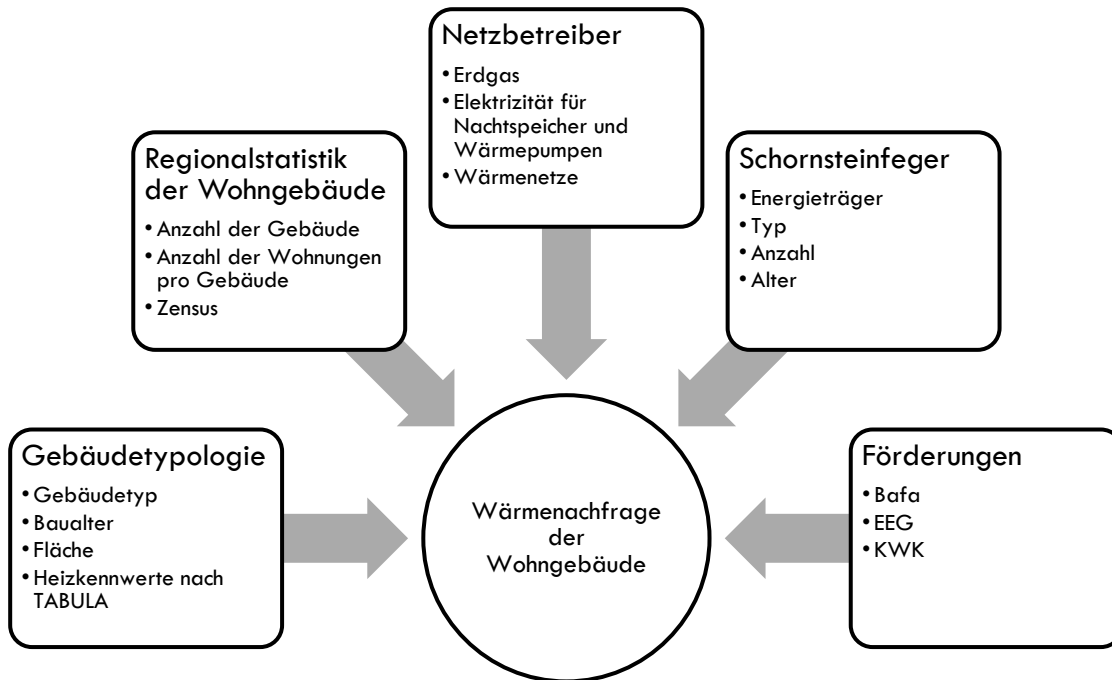 Netzbetreiber
• Erdgas
• Elektrizität für
Nachtspeicher und
Wärmepumpen
• Wärmenetze
Regionalstatistik
der Wohngebäude
• Anzahl der Gebäude
• Anzahl der Wohnungen
pro Gebäude
• Zensus
Schornsteinfeger
• Energieträger
• Typ
• Anzahl
• Alter
Gebäudetypologie
• Gebäudetyp
• Baualter
• Fläche
• Heizkennwerte nach
TABULA
Wärmenachfrage
der
Wohngebäude
Förderungen
• Bafa
• EEG
• KWK